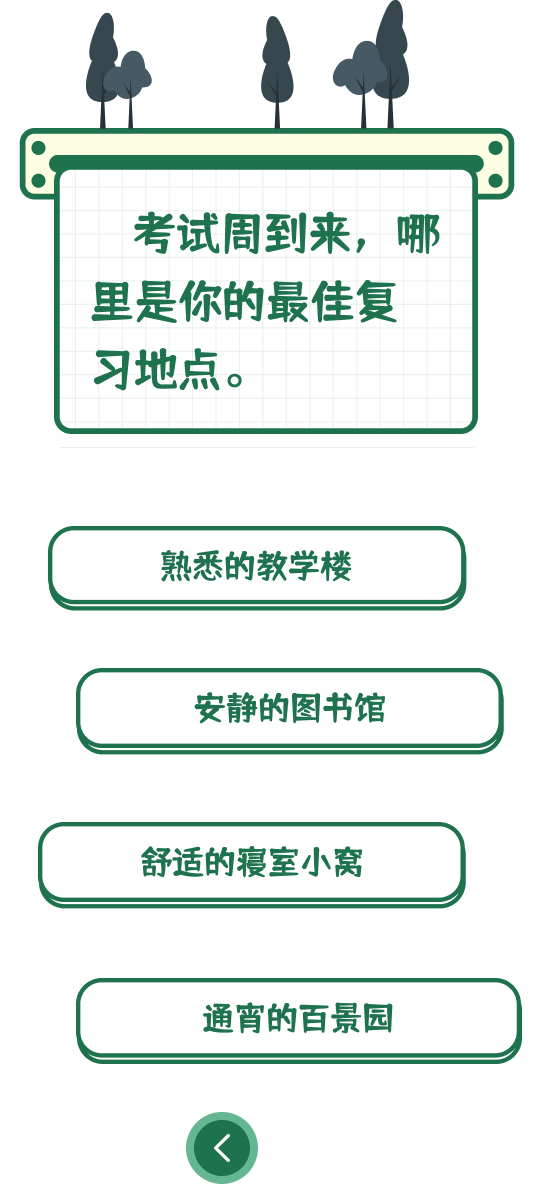 考试周到来，哪
里是你的最佳复
习地点。
熟悉的教学楼
安静的图书馆
舒适的寝室小窝
通宵的百景园